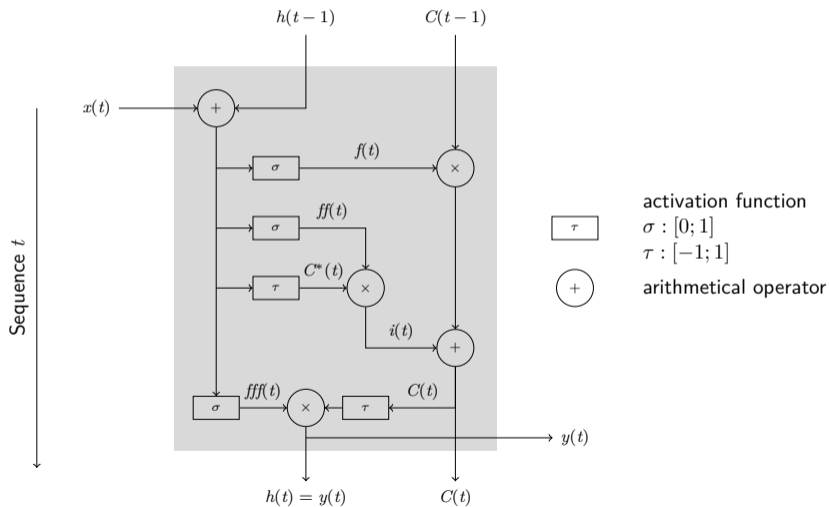 h(t − 1)
C(t − 1)
x(t)
+
σ
f(t)
×
σ
ff(t)
τ
C*(t)
×
i(t)
+
σ
fff(t)
×
τ
C(t)
y(t)
h(t) = y(t)
C(t)
Sequence t
τ
activation function
σ : [0; 1]
τ : [−1; 1]
+
arithmetical operator